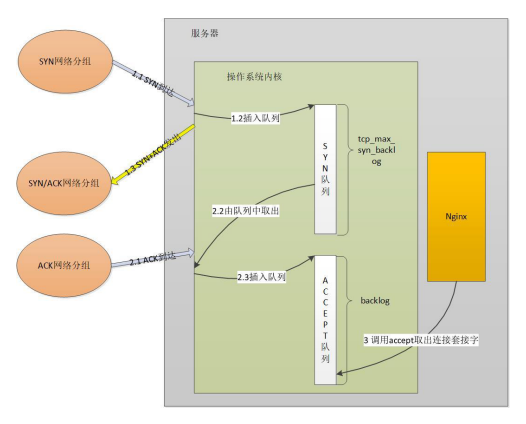 服务器
SYN网络分组
操作系统内核
1.1 SYN到达
1.2插入队列
1.3 SYN+ACK发出
SYN队列
tcp_max_
syn_backl
og
SYN/ACK网络分组
2.2由队列中取出
Nginx
ACK网络分组
2.1 ACK到达
2.3插入队列
ACCEPT队列
backlog
3 调用accept取出连接套接字